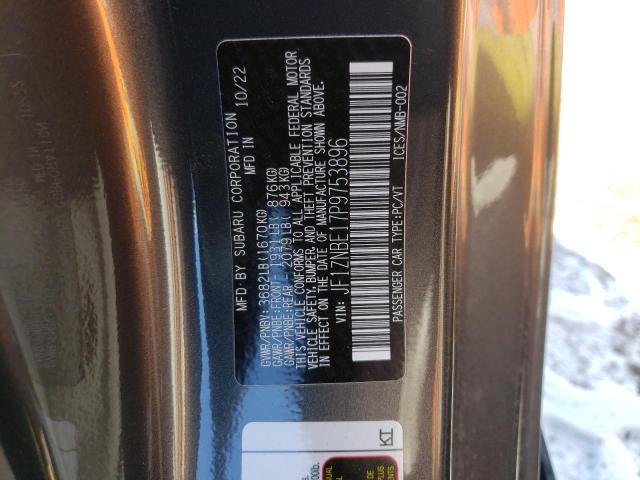 MFD.BY SUBARU CORPORATION 10/22
GVWR/PNBV:3682LB(1670KG)
GAWR/PNBE:FRONT 1931LB( 876KG)
GAWR/PNBE:REAR 2079LB( 943KG)
THIS VEHICLE CONFORMS TO ALL APPLICABLE FEDERAL MOTOR
VEHICLE SAFETY,BUMPER,AND THEFT PREVENTION STANDARDS
IN EFFECT ON THE DATE OF MANUFACTURE SHOWN ABOVE.
VIN: JF1ZNBE17P9753896
PASSENGER CAR TYPE:PC/VT ICES/NMB-002
KI